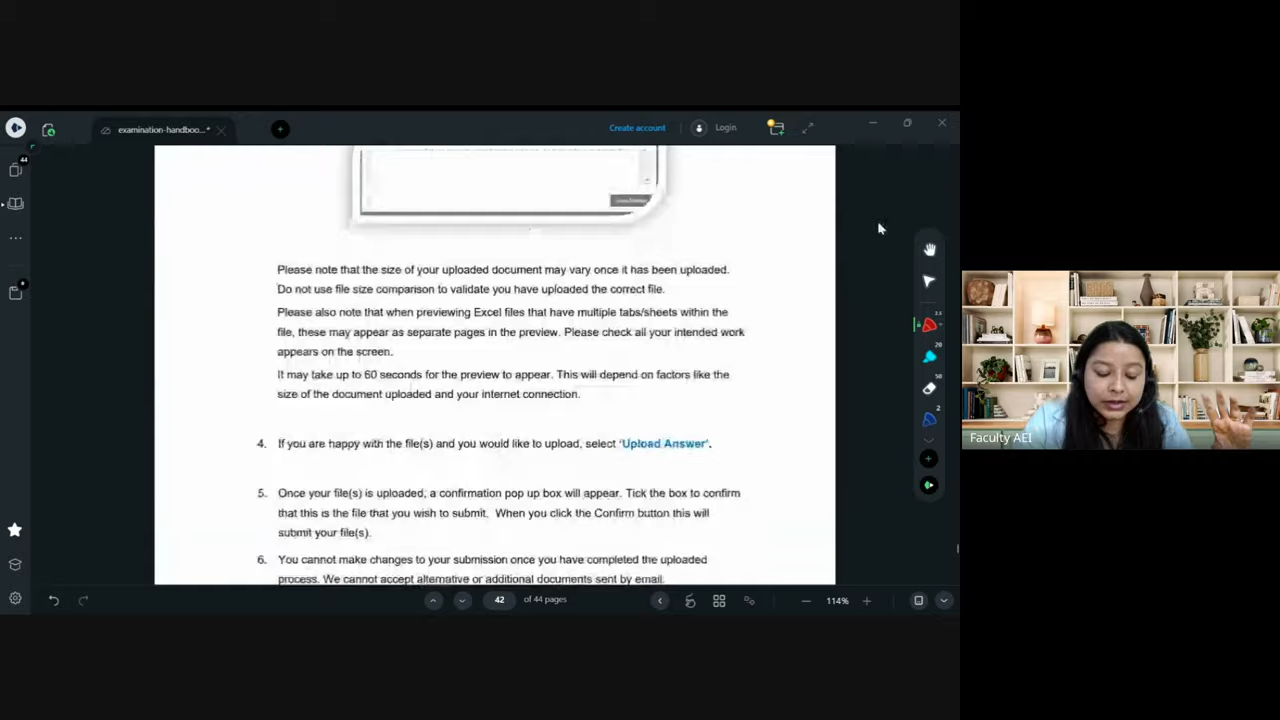 examination-handboo...*
Create account
Login
44
Please note that the size of your uploaded document may vary once it has been uploaded.
Do not use file size comparison to validate you have uploaded the correct file.
Please also note that when previewing Excel files that have multiple tabs/sheets within the
file, these may appear as separate pages in the preview. Please check all your intended work
appears on the screen.
It may take up to 60 seconds for the preview to appear. This will depend on factors like the
size of the document uploaded and your internet connection.
4. If you are happy with the file(s) and you would like to upload, select ‘Upload Answer’.
5. Once your file(s) is uploaded, a confirmation pop up box will appear. Tick the box to confirm
that this is the file that you wish to submit. When you click the Confirm button this will
submit your file(s).
6. You cannot make changes to your submission once you have completed the uploaded
process. We cannot accept alternative or additional documents sent by email.
2.5
20
50
2
42 of 44 pages
114%
Faculty AEI